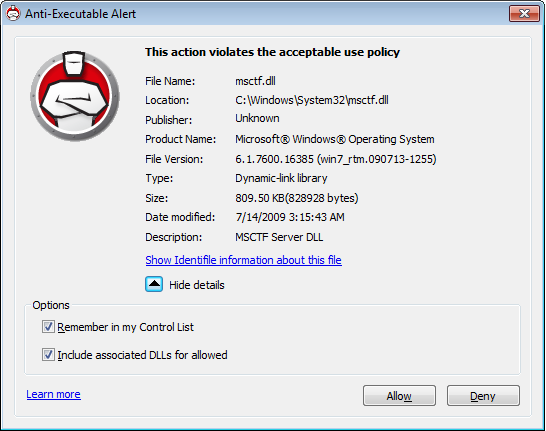 Anti-Executable Alert
This action violates the acceptable use policy
File Name: msctf.dll
Location: C:\Windows\System32\msctf.dll
Publisher: Unknown
Product Name: Microsoft® Windows® Operating System
File Version: 6.1.7600.16385 (win7_rtm.090713-1255)
Type: Dynamic-link library
Size: 809.50 KB(828928 bytes)
Date modified: 7/14/2009 3:15:43 AM
Description: MSCTF Server DLL
Show Identifile information about this file
Hide details
Options
Remember in my Control List
Include associated DLLs for allowed
Learn more
Allow
Deny